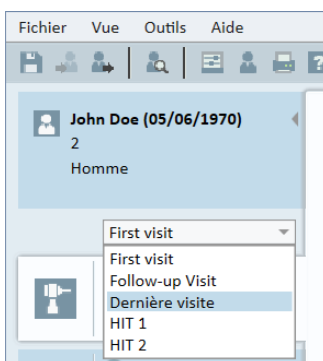 Fichier Vue Outils Aide
?
John Doe (05/06/1970)
2
Homme
First visit
First visit
Follow-up Visit
Dernière visite
HIT 1
HIT 2